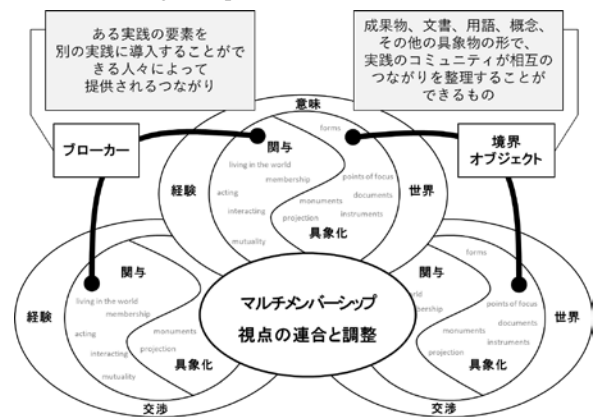 ある実践の要素を
別の実践に導入することがで
きる人々によって
提供されるつながり
成果物、文書、用語、概念、
その他の具象物の形で、
実践のコミュニティが相互の
つながりを整理することが
できるもの
ブローカー
境界
オブジェクト
意味
関与
forms
living in the world
membership
経験
acting
points of focus
世界
monuments
documents
interacting
projection
instruments
mutuality
具象化
関与
living in the world
membership
経験
acting
monuments
interacting
projection
mutuality
具象化
交渉
マルチメンバーシップ
視点の連合と調整
forms
関与
points of focus
世界
documents
monuments
instruments
projection
具象化
交渉